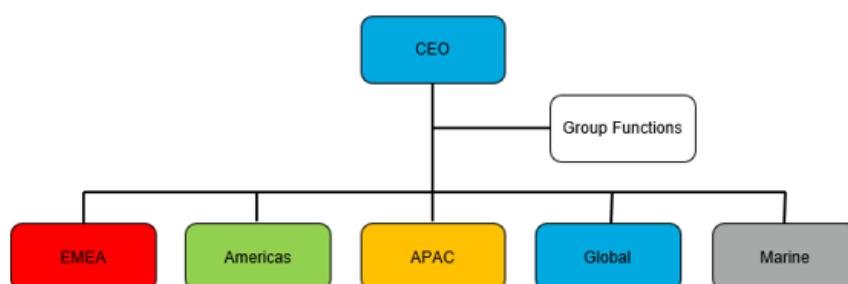 CEO
Group Functions
EMEA
Americas
APAC
Global
Marine